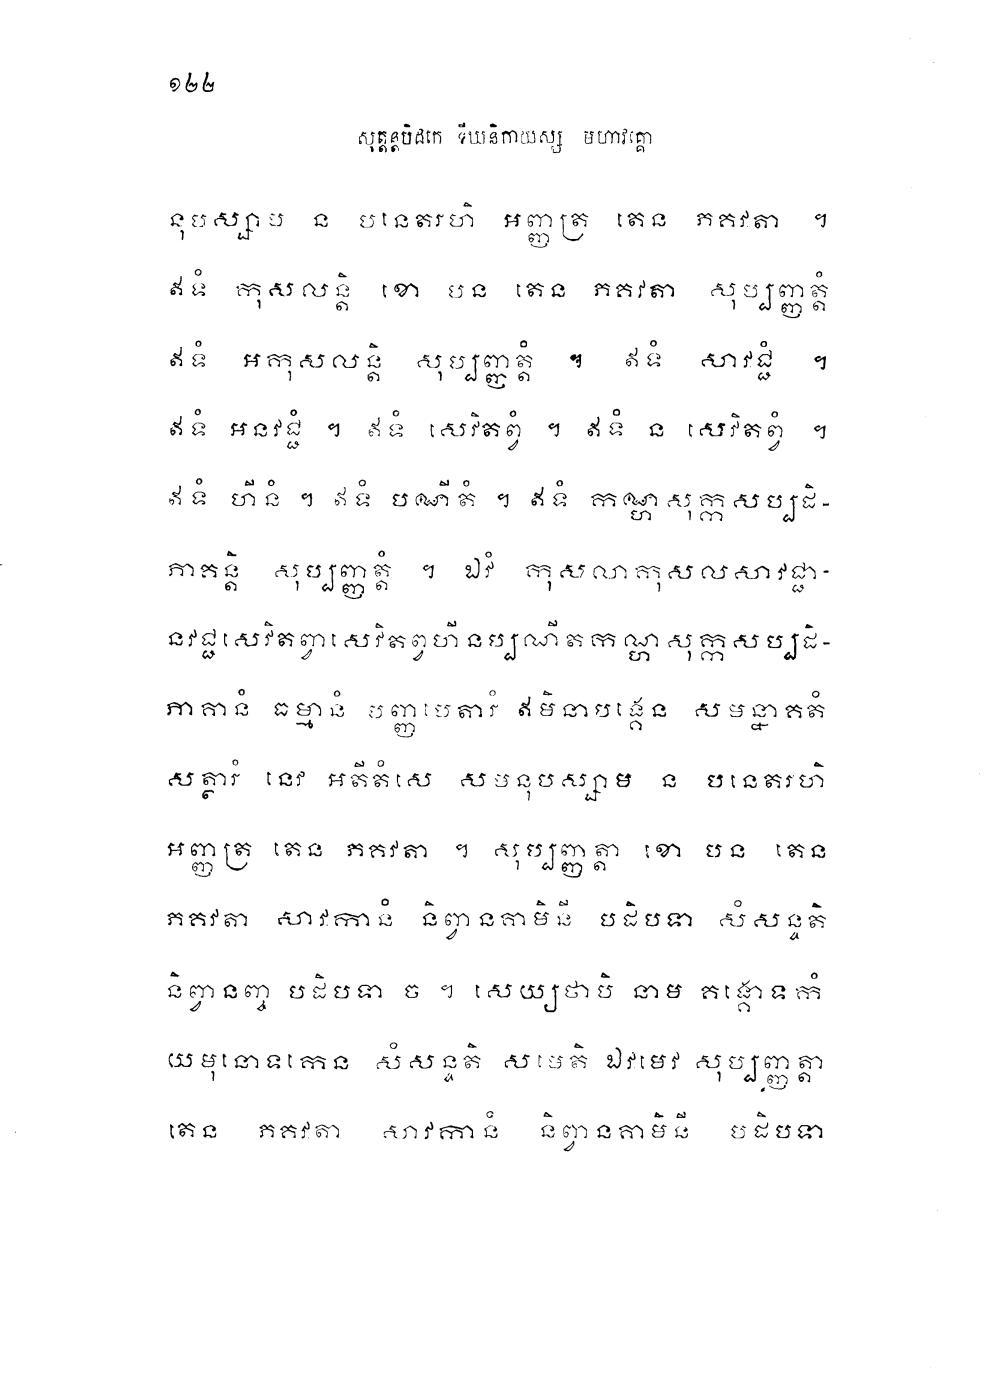 ១២២
សុត្តន្តបិដកេ ទីឃនិកាយស្ស មហាវគ្គោ
នុបស្សាម ន បនេតរហិ អញ្ញត្រ តេន ភគវតា ។
ឥទំ កុសលន្តិ ខោ បន តេន ភគវតា សុប្បញ្ញត្តំ
ឥទំ អកុសលន្តិ សុប្បញ្ញត្តំ ។ ឥទំ សាវជ្ជំ ។
ឥទំ អនវជ្ជំ ។ ឥទំ សេវិតព្វំ ។ ឥទំ ន សេវិតព្វំ ។
ឥទំ ហីនំ ។ ឥទំ បណីតំ ។ ឥទំ កណ្ហសុក្កសប្បដិ-
ភាគន្តិ សុប្បញ្ញត្តំ ។ ឯវំ កុសលាកុសលសាវជ្ជា-
នវជ្ជសេវិតព្វាសេវិតព្វហីនប្បណីតកណ្ហសុក្កសប្បដិ-
ភាគានំ ធម្មានំ បញ្ញបេតារំ ឥមិនាបង្គេន សមន្នាគតំ
សត្ថារំ នេវ អតីតំសេ សមនុបស្សាម ន បនេតរហិ
អញ្ញត្រ តេន ភគវតា ។ សុប្បញ្ញត្តា ខោ បន តេន
ភគវតា សាវកានំ និព្វានគាមិនី បដិបទា សំសន្ទតិ
និព្វានញ្ច បដិបទា ច ។ សេយ្យថាបិ នាម គង្គោទកំ
យមុនោទកេន សំសន្ទតិ សមេតិ ឯវមេវ សុប្បញ្ញត្តា
តេន ភគវតា សាវកានំ និព្វានគាមិនី បដិបទា